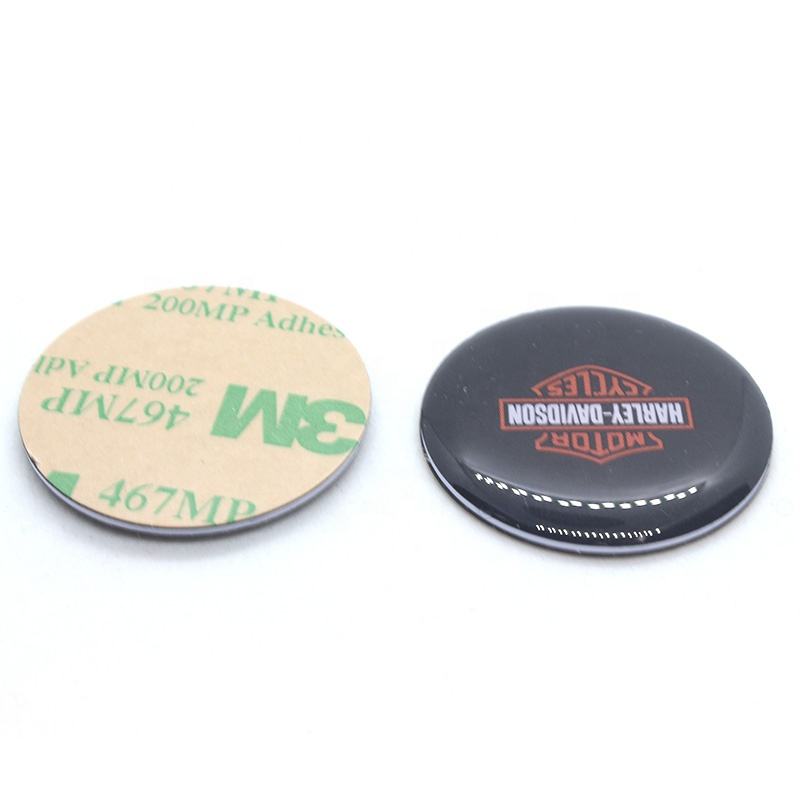 200MP Adhes
200MP Adh
3M
467MP
467MP
MOTOR
HARLEY-DAVIDSON
CYCLES